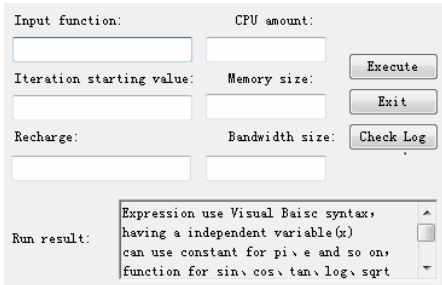 Input function:
CPU amount:
Execute
Iteration starting value:
Memory size:
Exit
Recharge:
Bandwidth size:
Check Log
Run result:
Expression use Visual Baisc syntax,
having a independent variable(x)
can use constant for pi、e and so on,
function for sin、cos、tan、log、sqrt